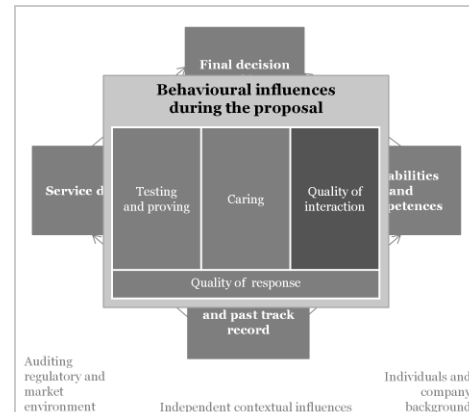 Final decision
Behavioural influences
during the proposal
Service d
abilities
and
petences
Testing
and proving
Caring
Quality of
interaction
Quality of response
and past track
record
Auditing
regulatory and
market
environment
Independent contextual influences
Individuals and
company
background